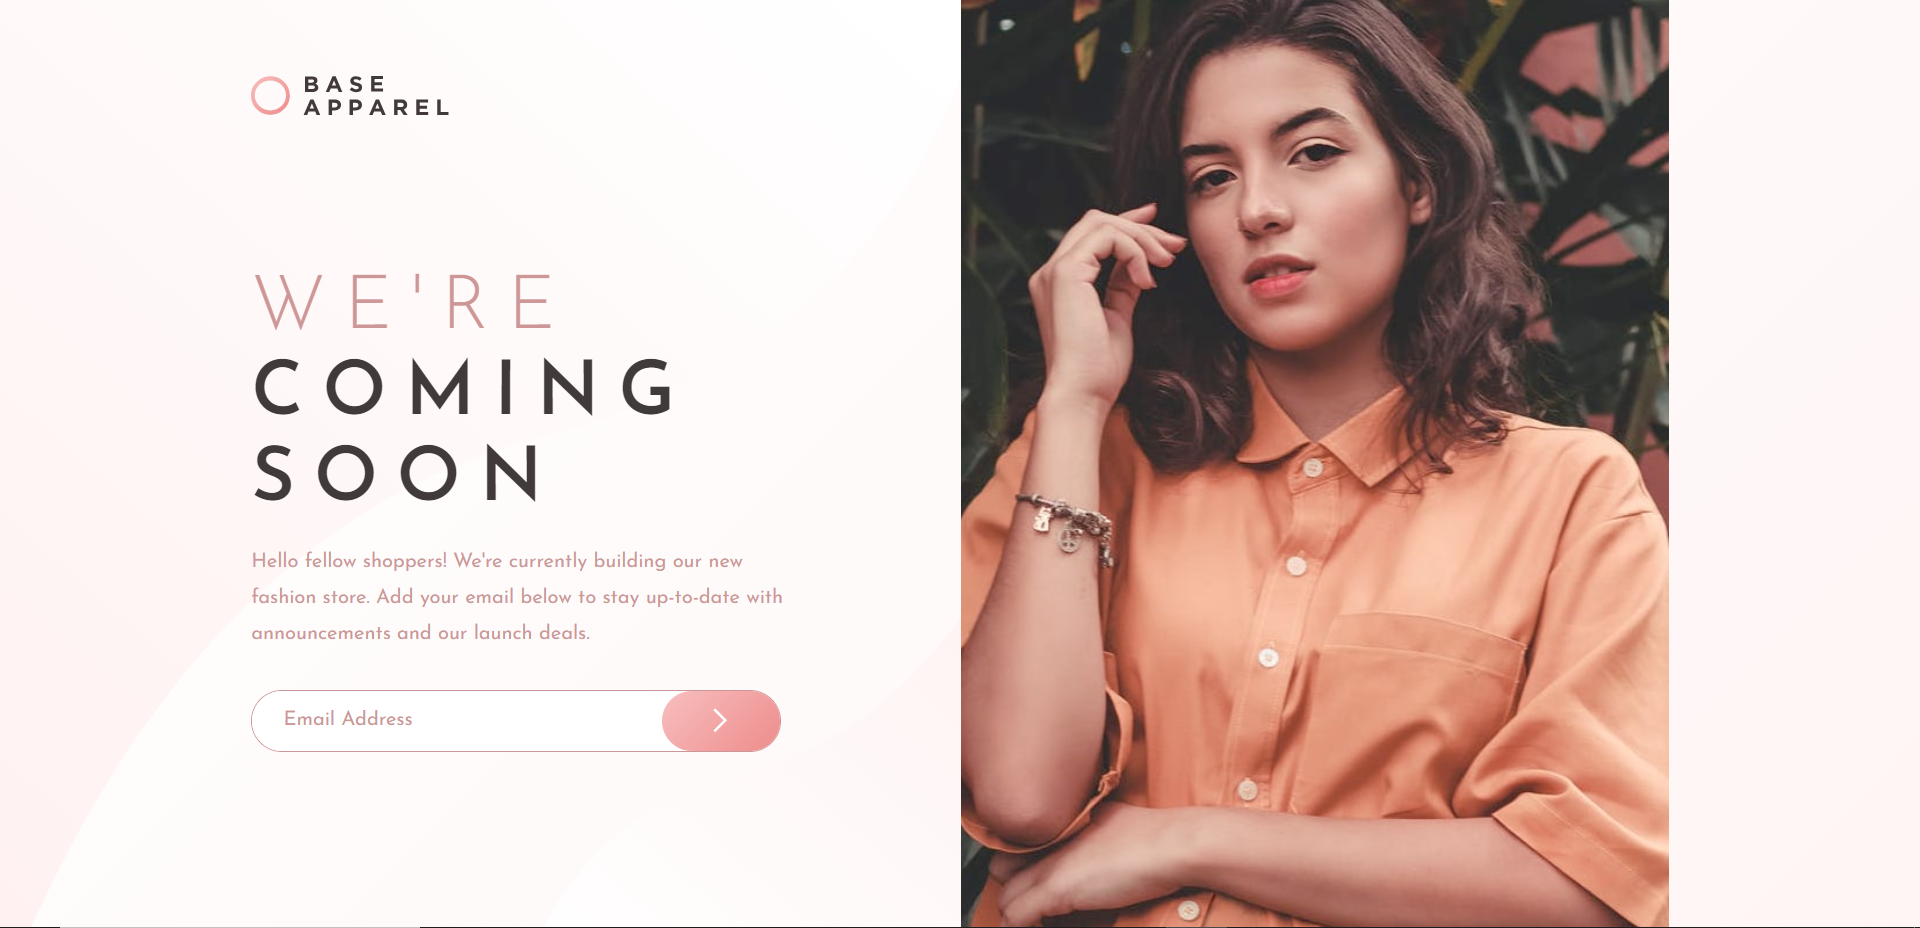 BASE
APPAREL
WE'RE
COMING
SOON
Hello fellow shoppers! We're currently building our new
fashion store. Add your email below to stay up-to-date with
announcements and our launch deals.
Email Address